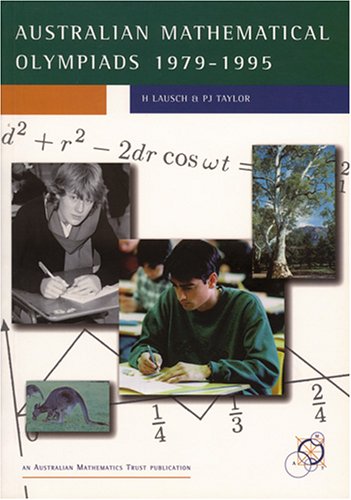 AUSTRALIAN MATHEMATICAL
OLYMPIADS 1979-1995
H LAUSCH & PJ TAYLOR
d² + r² − 2dr cos ωt =
1/4
1/3
2/4
AN AUSTRALIAN MATHEMATICS TRUST PUBLICATION
A M T